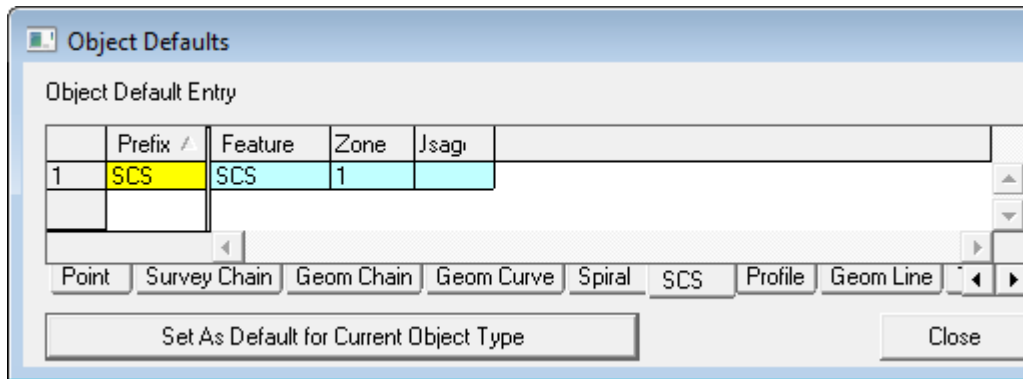 Object Defaults
Object Default Entry
Prefix Feature Zone Jsag
1 SCS SCS 1
Point Survey Chain Geom Chain Geom Curve Spiral SCS Profile Geom Line
Set As Default for Current Object Type Close